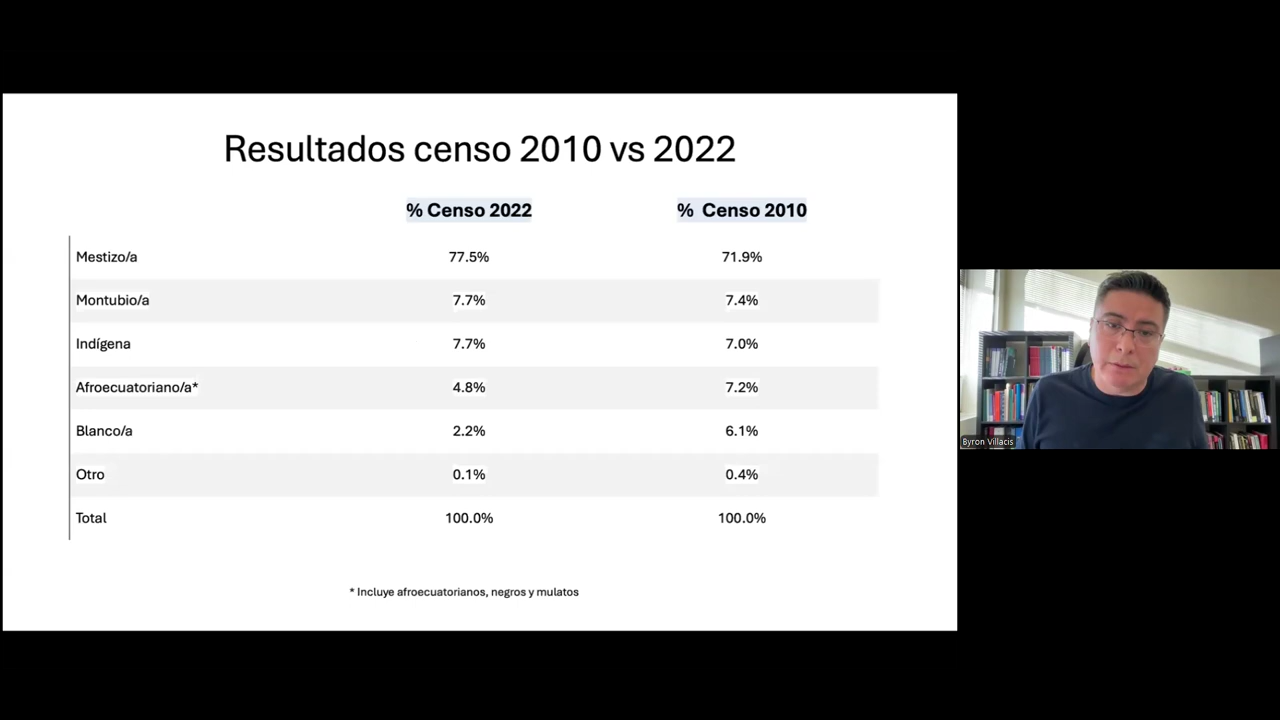 Resultados censo 2010 vs 2022
% Censo 2022 % Censo 2010
Mestizo/a 77.5% 71.9%
Montubio/a 7.7% 7.4%
Indígena 7.7% 7.0%
Afroecuatoriano/a* 4.8% 7.2%
Blanco/a 2.2% 6.1%
Otro 0.1% 0.4%
Total 100.0% 100.0%
* Incluye afroecuatorianos, negros y mulatos
Byron Villacis